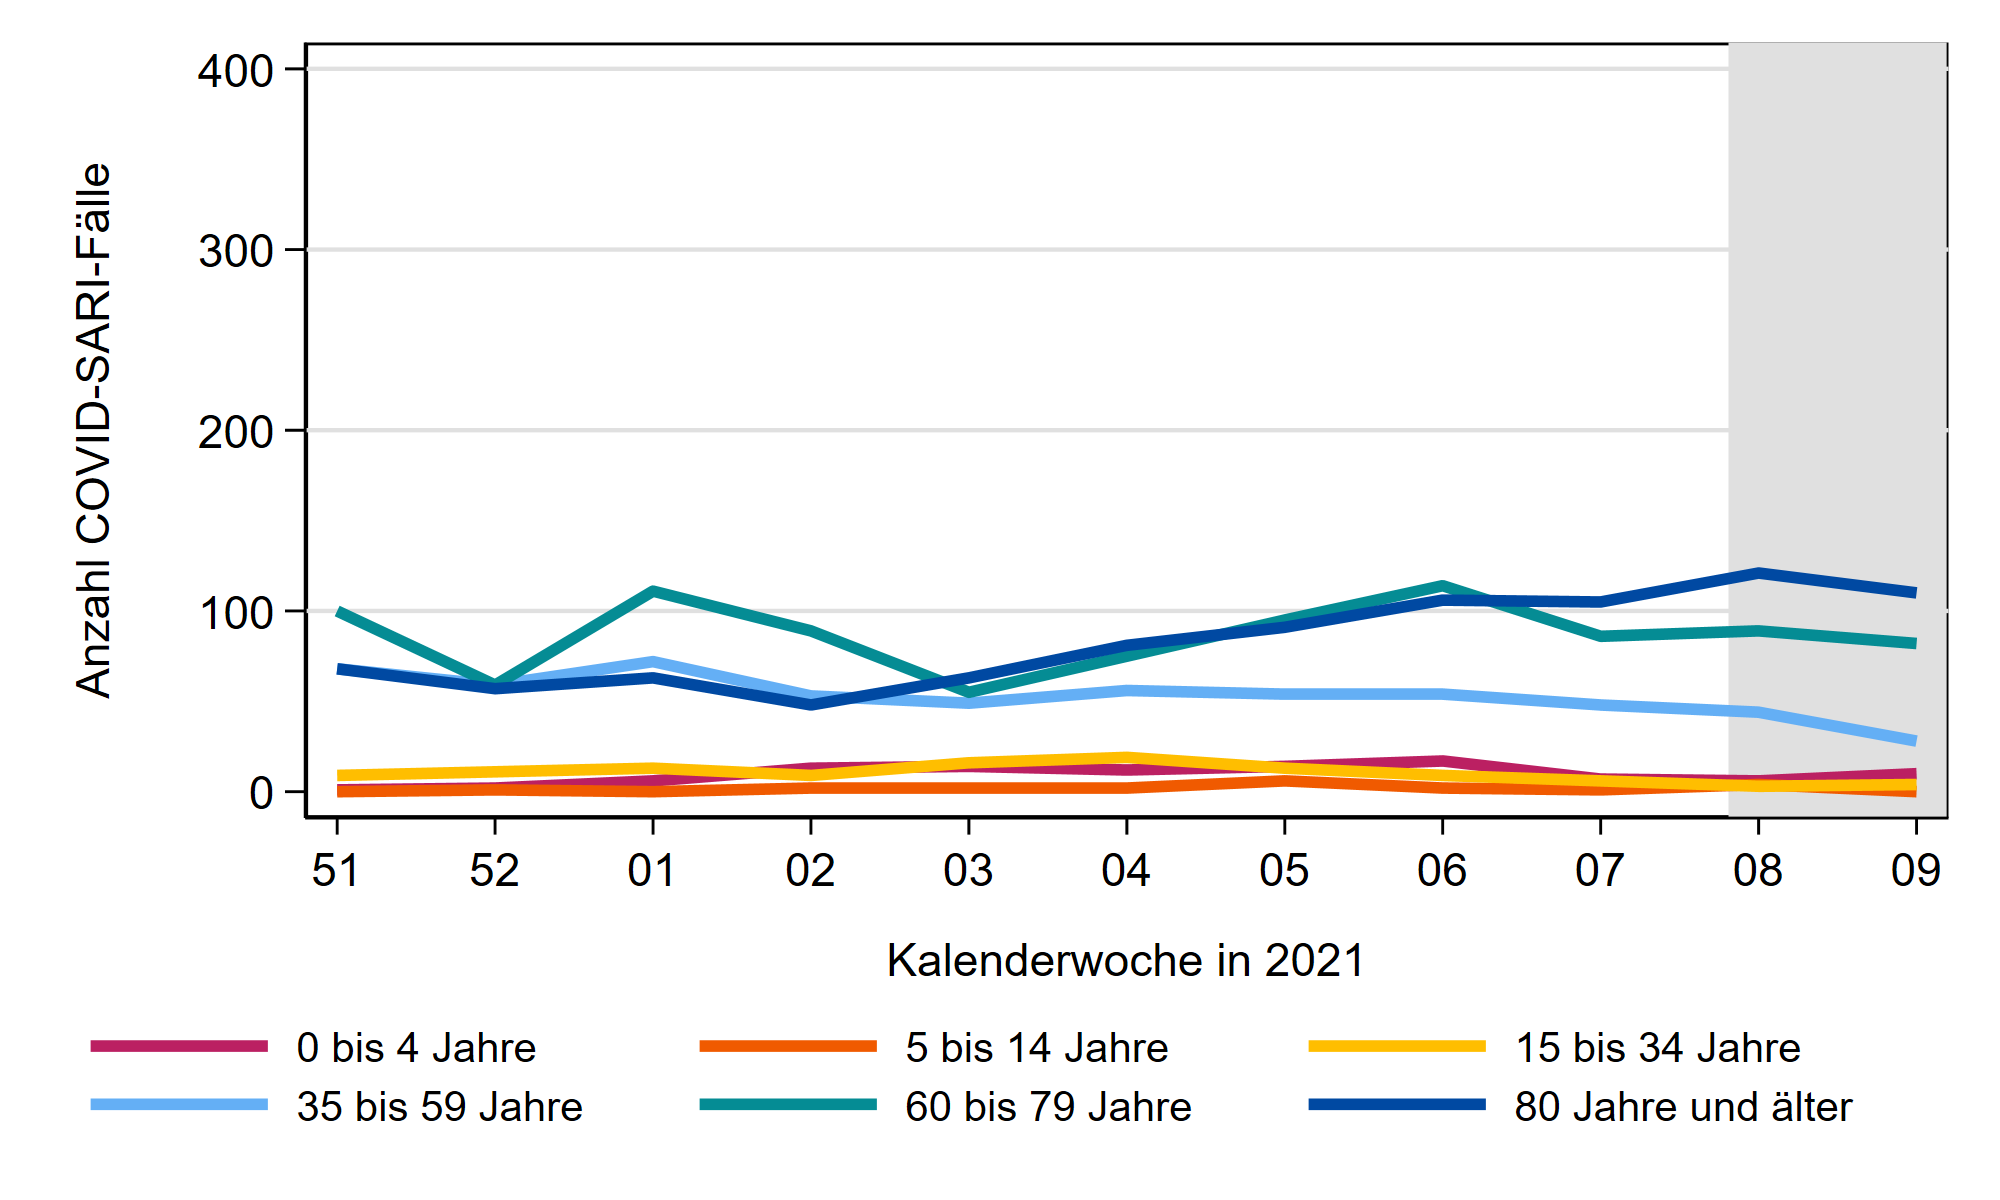 Anzahl COVID-SARI-Fälle
400
300
200
100
0
51 52 01 02 03 04 05 06 07 08 09
Kalenderwoche in 2021
0 bis 4 Jahre 5 bis 14 Jahre 15 bis 34 Jahre
35 bis 59 Jahre 60 bis 79 Jahre 80 Jahre und älter